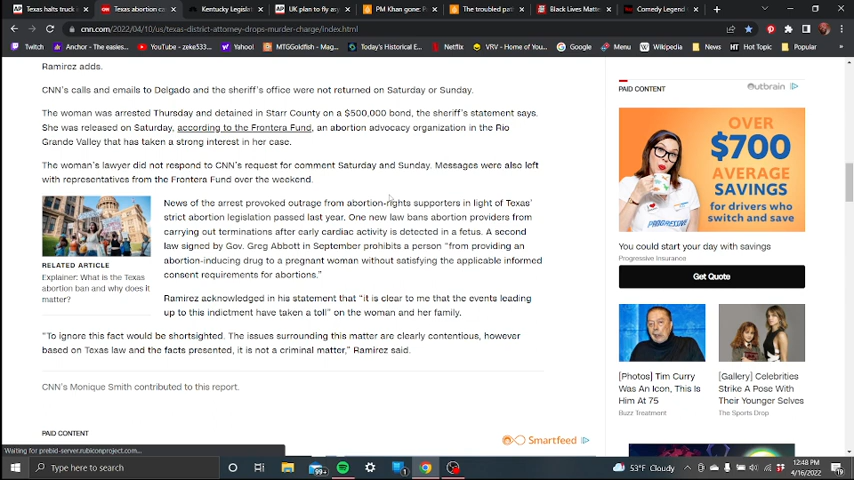 Texas halts truck
Texas abortion ca
Kentucky Legislat
UK plan to fly asy
PM Khan gone: F
The troubled pat
Black Lives Matt
Comedy Legend
cnn.com/2022/04/10/us/texas-district-attorney-drops-murder-charge/index.html
Twitch
Anchor - The easies...
YouTube - zeke533...
Yahoo!
MTGGoldfish - Mag...
Today's Historical E...
Netflix
VRV - Home of You...
Google
Menu
Wikipedia
News
Hot Topic
Popular
Ramirez adds.
CNN's calls and emails to Delgado and the sheriff's office were not returned on Saturday or Sunday.
The woman was arrested Thursday and detained in Starr County on a $500,000 bond, the sheriff's statement says.
She was released on Saturday, according to the Frontera Fund, an abortion advocacy organization in the Rio
Grande Valley that has taken a strong interest in her case.
The woman's lawyer did not respond to CNN's request for comment Saturday and Sunday. Messages were also left
with representatives from the Frontera Fund over the weekend.
News of the arrest provoked outrage from abortion-rights supporters in light of Texas'
strict abortion legislation passed last year. One new law bans abortion providers from
carrying out terminations after early cardiac activity is detected in a fetus. A second
law signed by Gov. Greg Abbott in September prohibits a person "from providing an
abortion-inducing drug to a pregnant woman without satisfying the applicable informed
consent requirements for abortions."
RELATED ARTICLE
Explainer: What is the Texas
abortion ban and why does it
matter?
Ramirez acknowledged in his statement that "it is clear to me that the events leading
up to this indictment have taken a toll" on the woman and her family.
"To ignore this fact would be shortsighted. The issues surrounding this matter are clearly contentious, however
based on Texas law and the facts presented, it is not a criminal matter," Ramirez said.
CNN's Monique Smith contributed to this report.
PAID CONTENT
Smartfeed
PAID CONTENT
Outbrain
OVER
$700
AVERAGE
SAVINGS
for drivers who
switch and save
PROGRESSIVE
You could start your day with savings
Progressive Insurance
Get Quote
[Photos] Tim Curry
Was An Icon, This Is
Him At 75
Buzz Treatment
[Gallery] Celebrities
Strike A Pose With
Their Younger Selves
The Sports Drop
Waiting for prebid-server.rubiconproject.com...
Type here to search
99+
1
53°F Cloudy
12:48 PM
4/16/2022
19